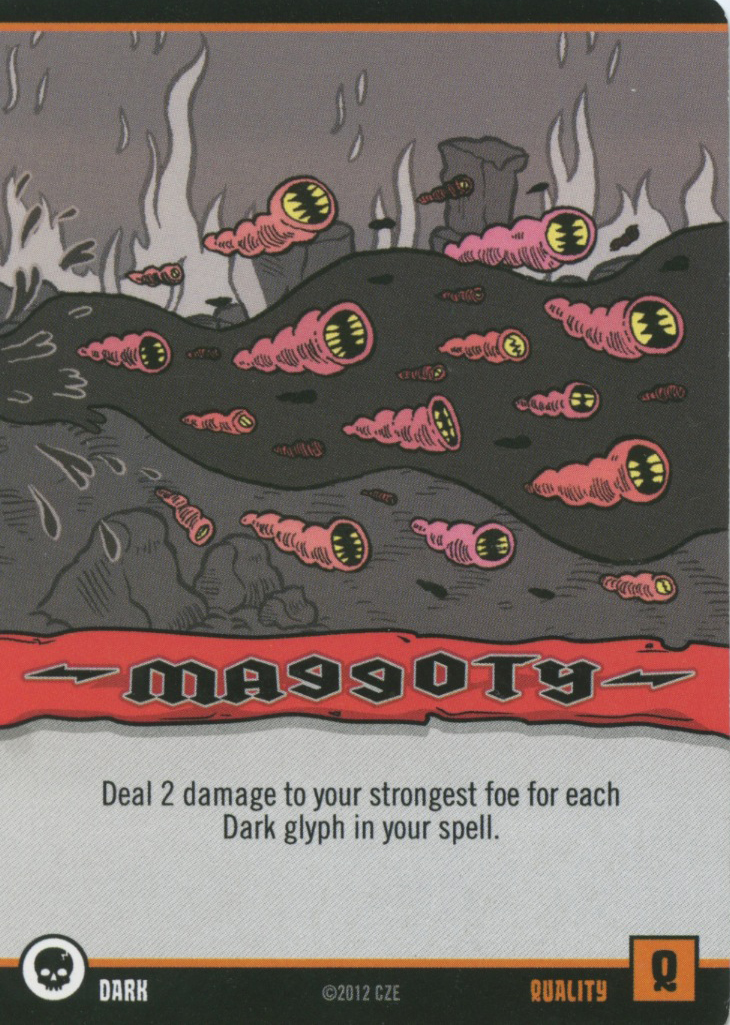 MAGGOTY
Deal 2 damage to your strongest foe for each
Dark glyph in your spell.
DARK
©2012 CZE
QUALITY
Q